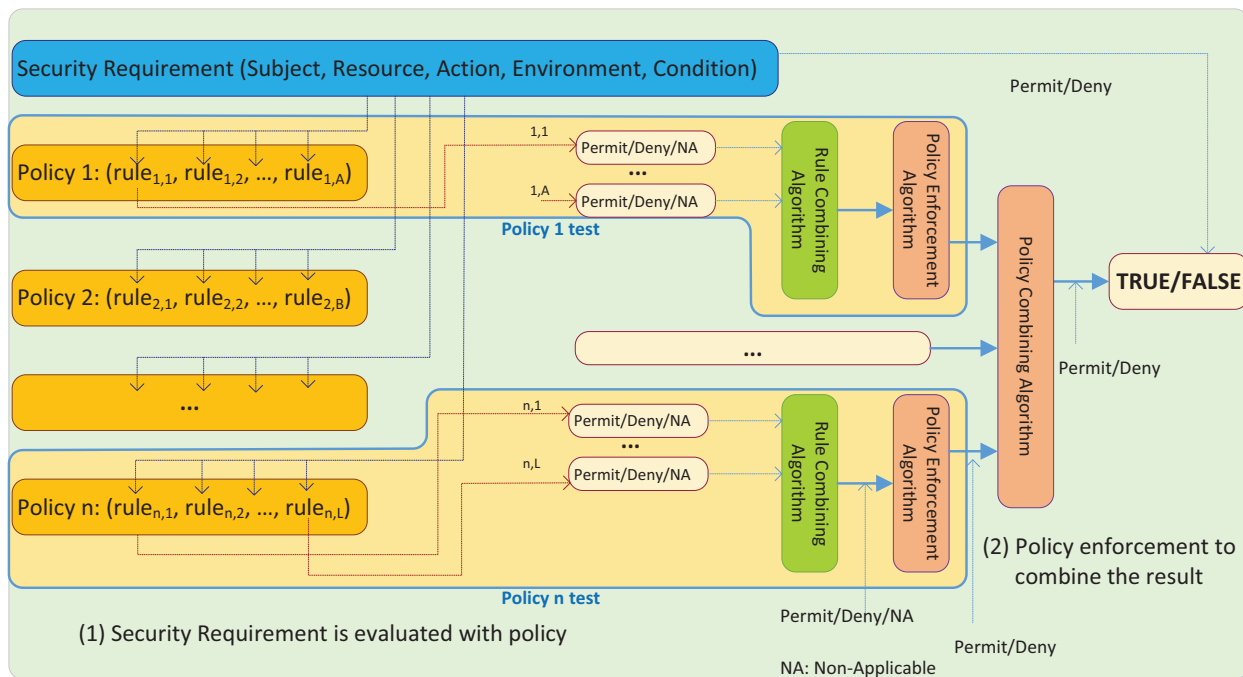 Security Requirement (Subject, Resource, Action, Environment, Condition)
Permit/Deny
Policy 1: (rule1,1, rule1,2, ..., rule1,A)
1,1
Permit/Deny/NA
...
1,A
Permit/Deny/NA
Rule Combining
Algorithm
Policy Enforcement
Algorithm
Policy 1 test
Policy 2: (rule2,1, rule2,2, ..., rule2,B)
Policy Combining Algorithm
TRUE/FALSE
...
Permit/Deny
...
n,1
Permit/Deny/NA
...
n,L
Permit/Deny/NA
Rule Combining
Algorithm
Policy Enforcement
Algorithm
Policy n: (rulen,1, rulen,2, ..., rulen,L)
(2) Policy enforcement to
combine the result
Policy n test
Permit/Deny/NA
(1) Security Requirement is evaluated with policy
Permit/Deny
NA: Non-Applicable